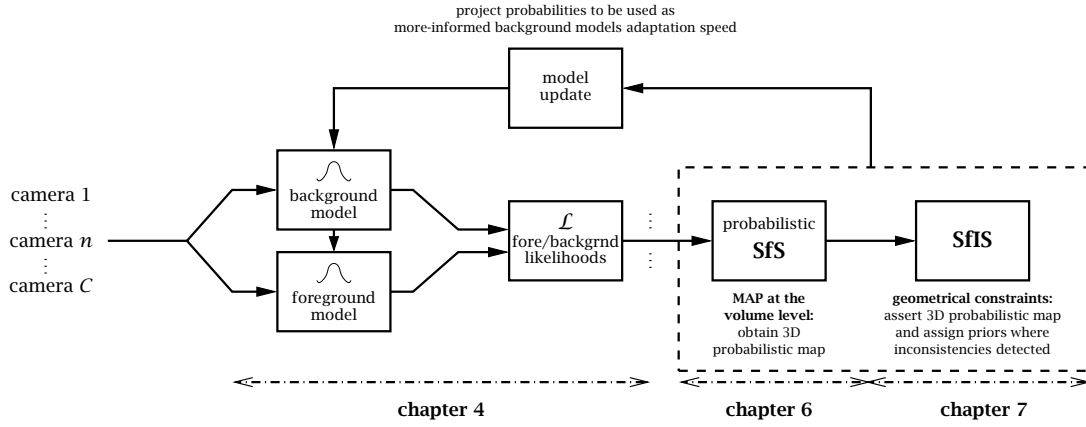 project probabilities to be used as
more-informed background models adaptation speed
model
update
camera 1
camera n
camera C
background
model
foreground
model
ℒ
fore/backgrnd
likelihoods
probabilistic
SfS
SfIS
MAP at the
volume level:
obtain 3D
probabilistic map
geometrical constraints:
assert 3D probabilistic map
and assign priors where
inconsistencies detected
chapter 4
chapter 6
chapter 7